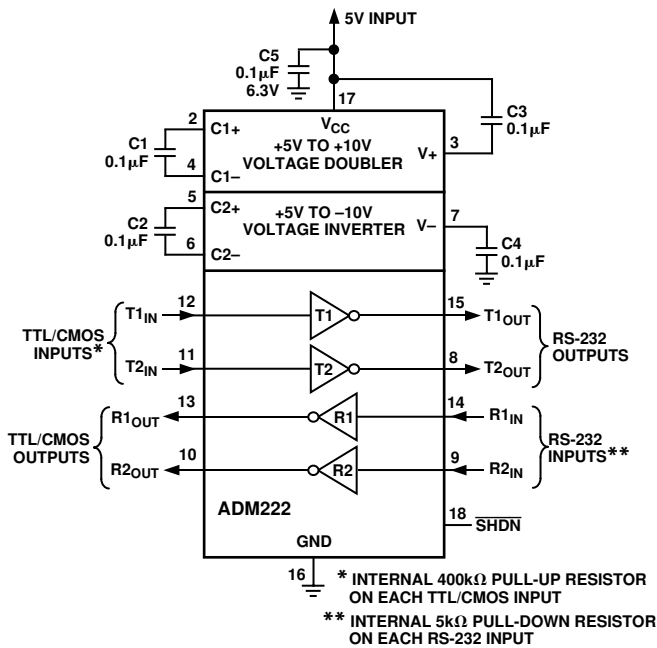 5V INPUT
C5
0.1µF
6.3V
17
C3
0.1µF
2
C1+
VCC
+5V TO +10V
VOLTAGE DOUBLER
V+
3
C1
0.1µF
4
C1–
5
C2+
+5V TO –10V
VOLTAGE INVERTER
V–
7
C2
0.1µF
6
C2–
C4
0.1µF
TTL/CMOS
INPUTS*
T1IN
12
T1
15
T1OUT
T2IN
11
T2
8
T2OUT
RS-232
OUTPUTS
TTL/CMOS
OUTPUTS
R1OUT
13
R1
14
R1IN
R2OUT
10
R2
9
R2IN
RS-232
INPUTS**
ADM222
18
SHDN
GND
16
* INTERNAL 400kΩ PULL-UP RESISTOR
ON EACH TTL/CMOS INPUT
** INTERNAL 5kΩ PULL-DOWN RESISTOR
ON EACH RS-232 INPUT